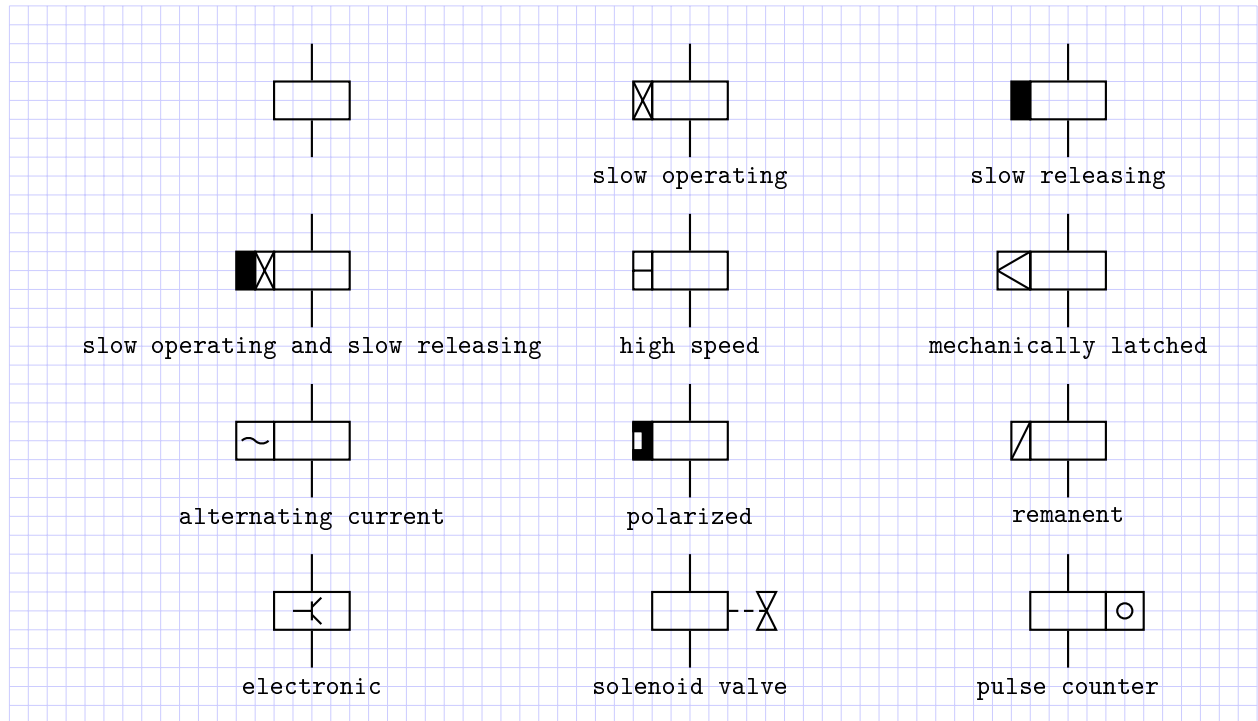 slow operating
slow releasing
slow operating and slow releasing
high speed
mechanically latched
alternating current
polarized
remanent
electronic
solenoid valve
pulse counter